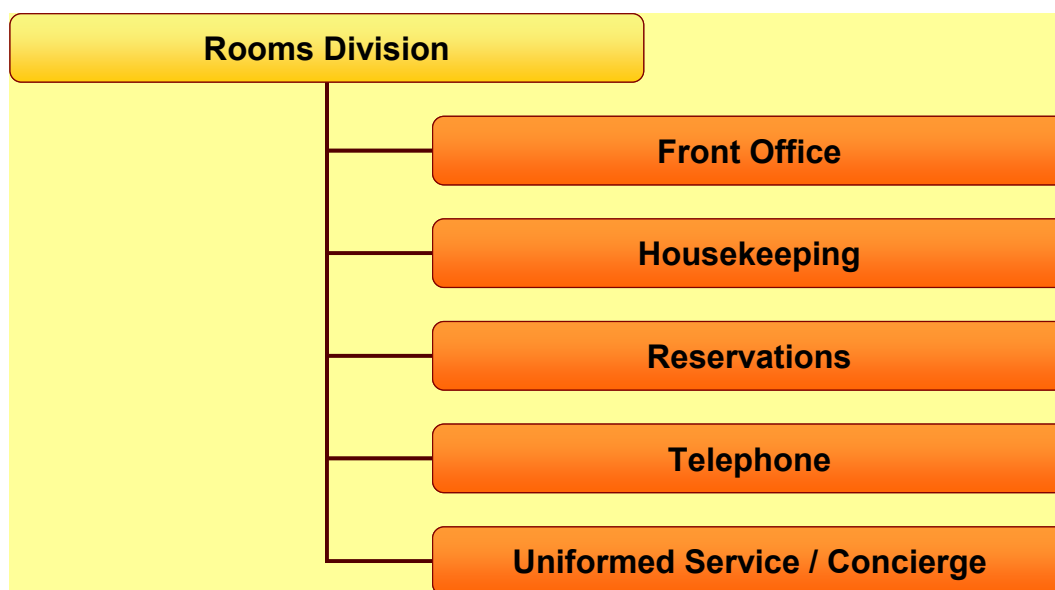 Rooms Division
Front Office
Housekeeping
Reservations
Telephone
Uniformed Service / Concierge